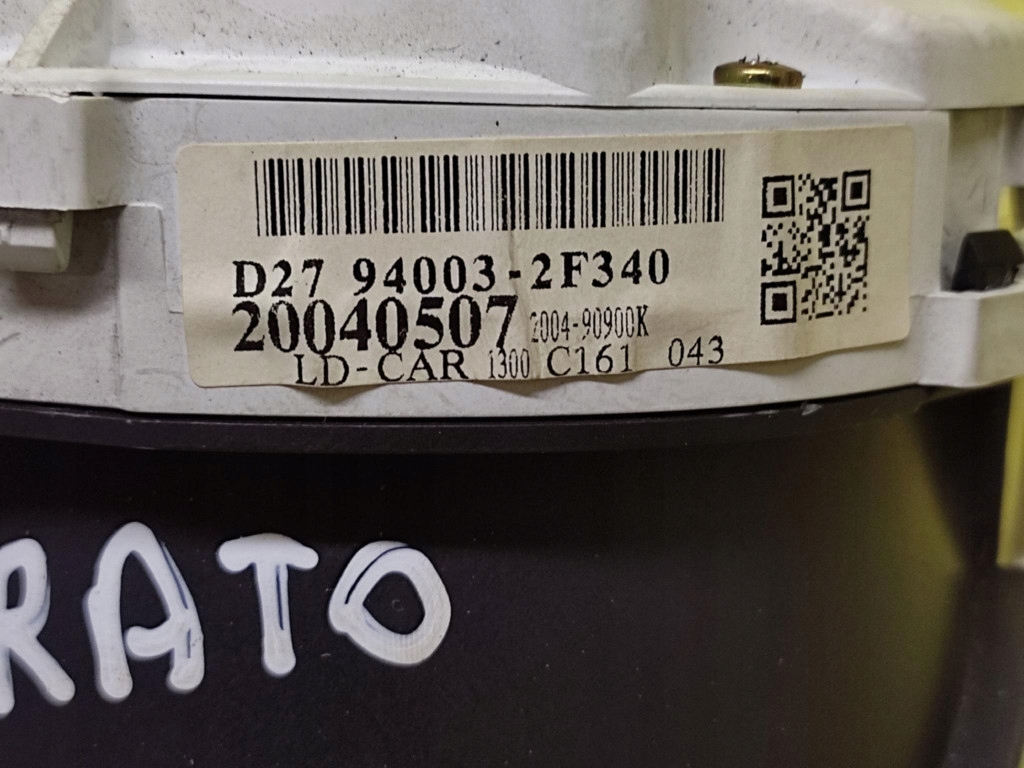 D27 94003-2F340
20040507 2004-90900K
LD-CAR 1300 C161 043
RATO